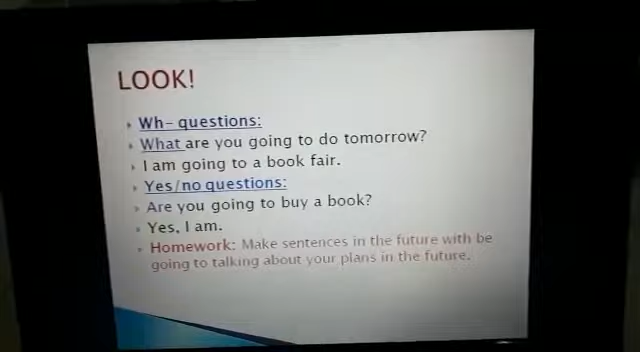 LOOK!
Wh- questions:
What are you going to do tomorrow?
I am going to a book fair.
Yes/no questions:
Are you going to buy a book?
Yes, I am.
Homework: Make sentences in the future with be
going to talking about your plans in the future.